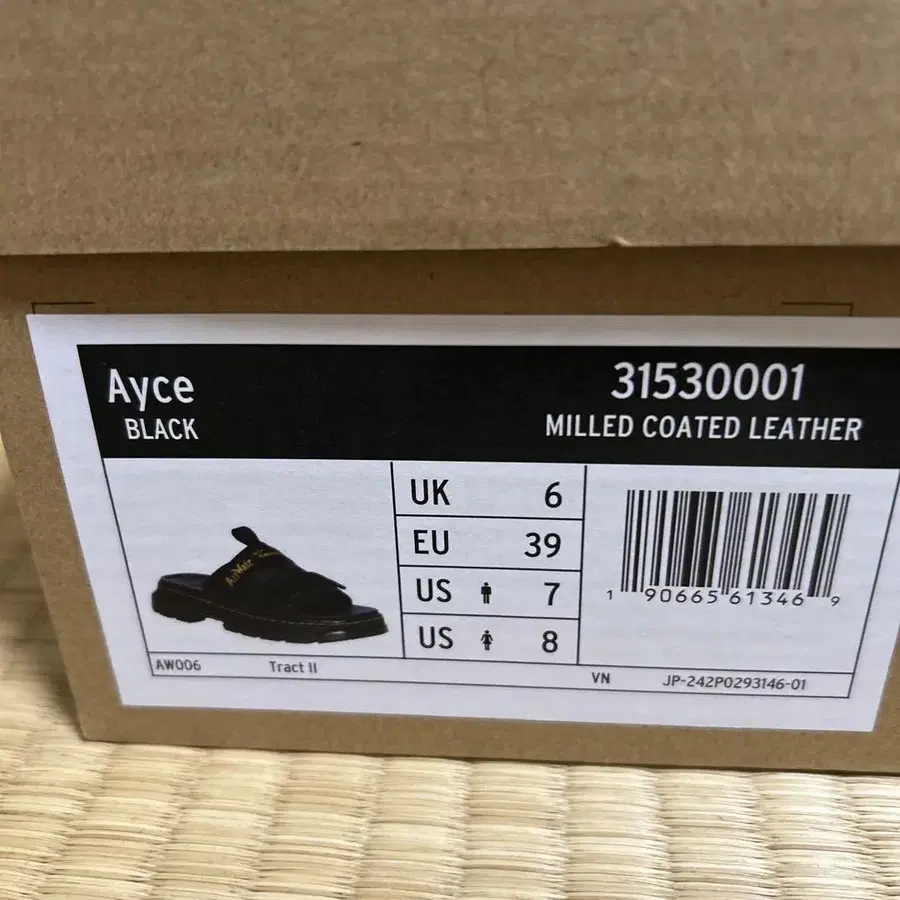 Ayce
BLACK
31530001
MILLED COATED LEATHER
UK 6
EU 39
US 7
US 8
1 90665 61346 9
AW006 Tract II
VN JP-242P0293146-01